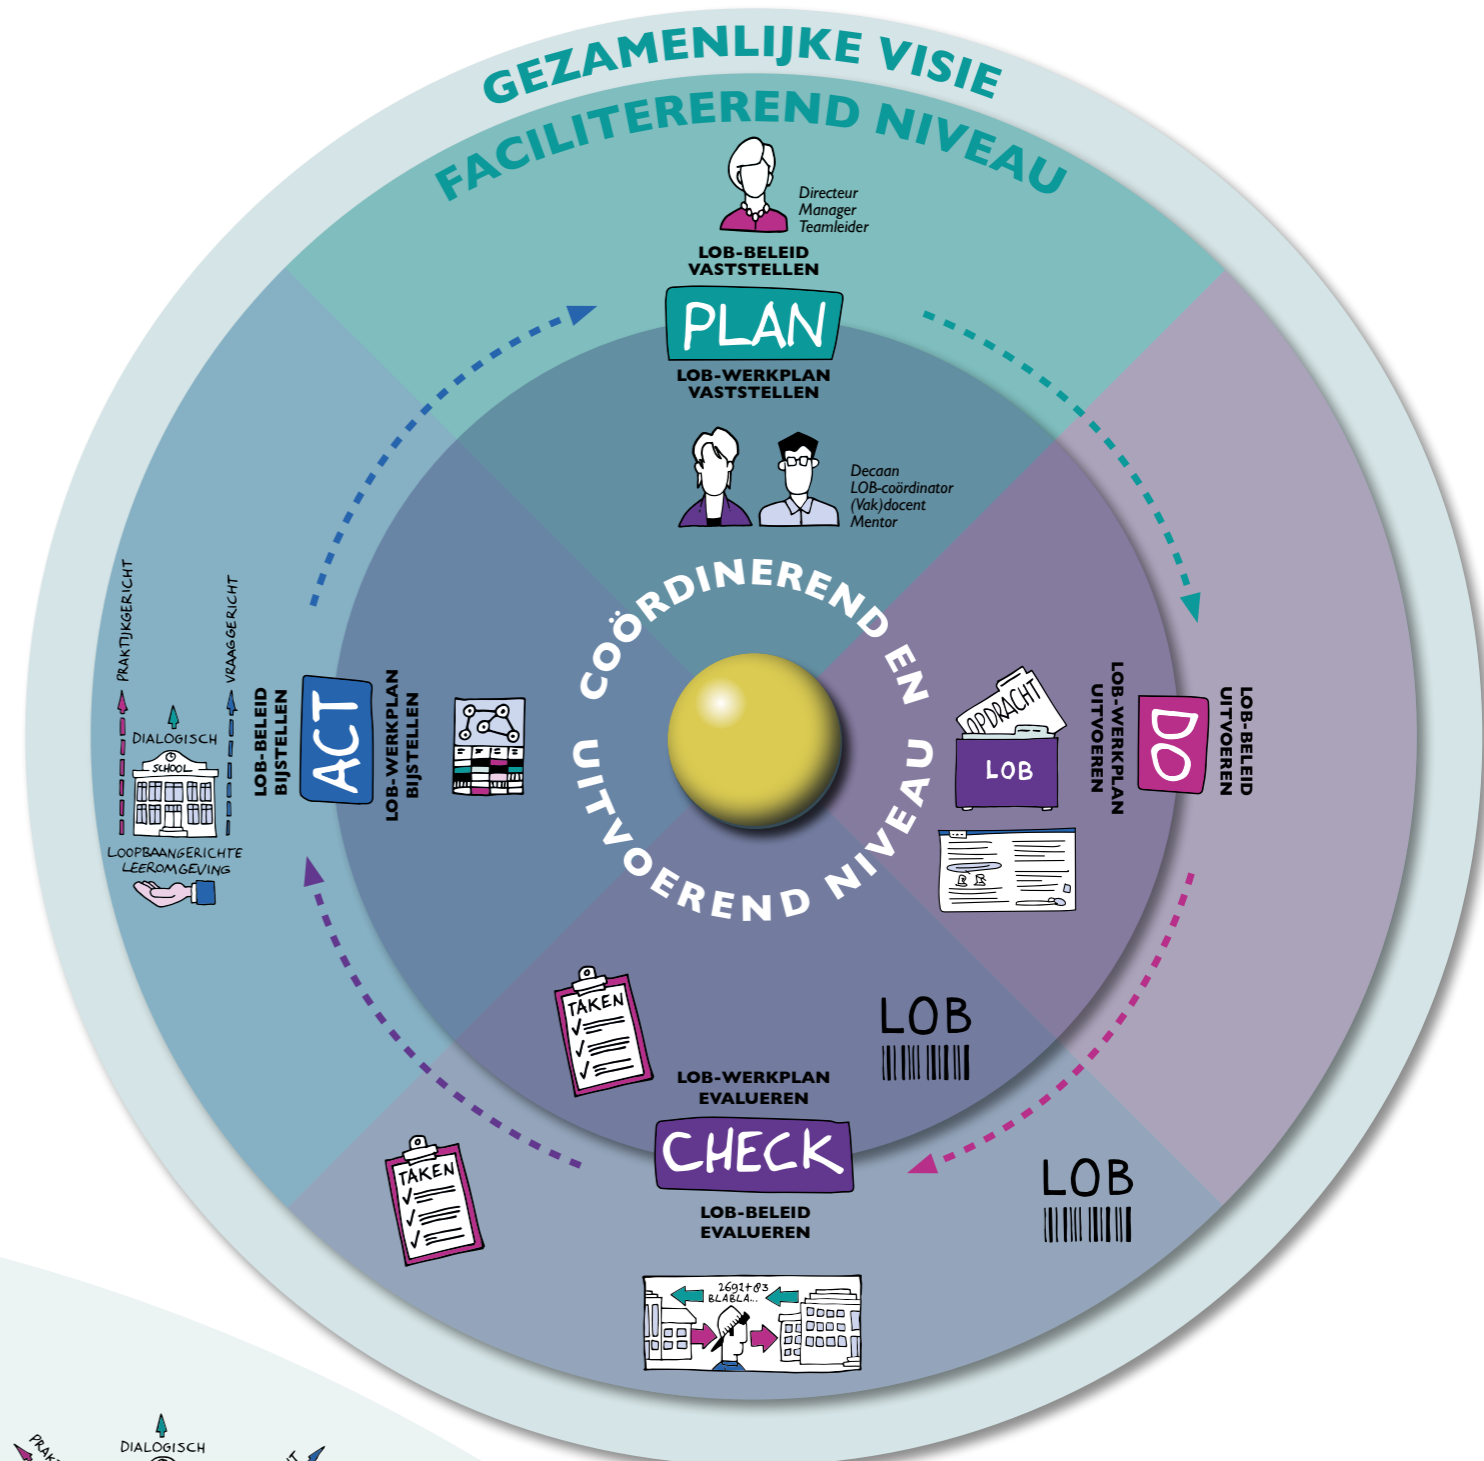 GEZAMENLIJKE VISIE
FACILITEREREND NIVEAU
Directeur
Manager
Teamleider
LOB-BELEID
VASTSTELLEN
PLAN
LOB-WERKPLAN
VASTSTELLEN
Decaan
LOB-coördinator
(Vak)docent
Mentor
COÖRDINEREND EN
UITVOEREND NIVEAU
OPDRACHT
LOB
LOB-WERKPLAN
UITVOEREN
DO
LOB-BELEID
UITVOEREN
PRAKTIJKGERICHT
VRAAGGERICHT
DIALOGISCH
SCHOOL
LOOPBAANGERICHTE
LEEROMGEVING
LOB-BELEID
BIJSTELLEN
ACT
LOB-WERKPLAN
BIJSTELLEN
TAKEN
LOB
LOB-WERKPLAN
EVALUEREN
CHECK
LOB-BELEID
EVALUEREN
TAKEN
LOB
2692+83
BLABLA...
DIALOGISCH